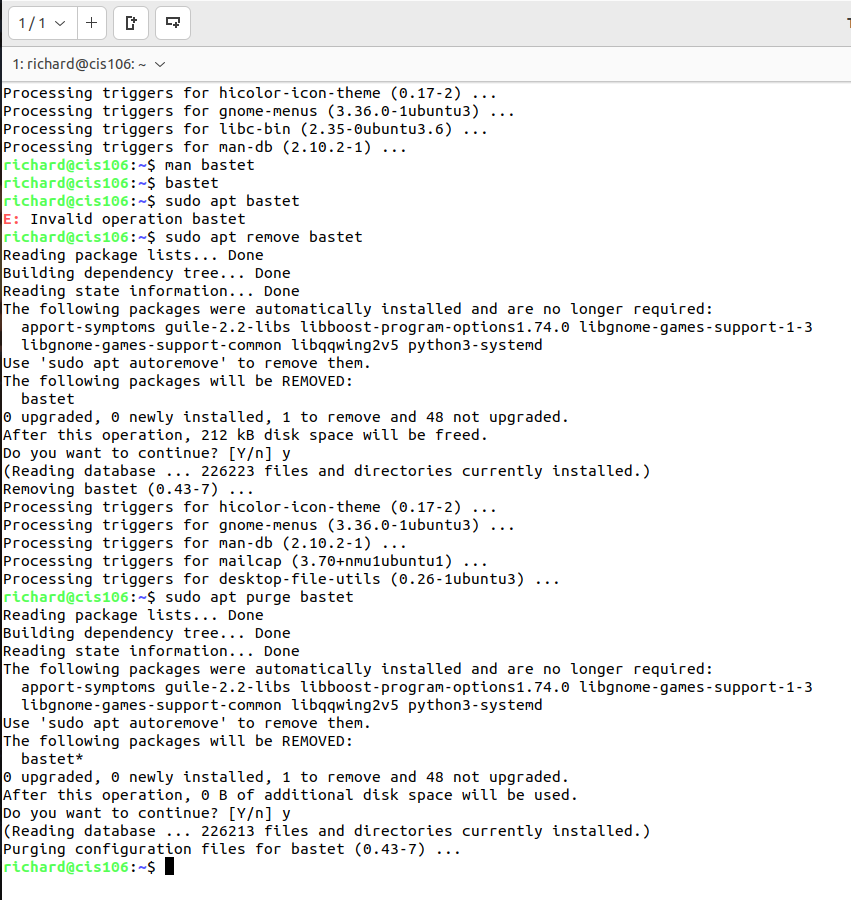 1 / 1
1: richard@cis106: ~
Processing triggers for hicolor-icon-theme (0.17-2) ...
Processing triggers for gnome-menus (3.36.0-1ubuntu3) ...
Processing triggers for libc-bin (2.35-0ubuntu3.6) ...
Processing triggers for man-db (2.10.2-1) ...
richard@cis106:~$ man bastet
richard@cis106:~$ bastet
richard@cis106:~$ sudo apt bastet
E: Invalid operation bastet
richard@cis106:~$ sudo apt remove bastet
Reading package lists... Done
Building dependency tree... Done
Reading state information... Done
The following packages were automatically installed and are no longer required:
  apport-symptoms guile-2.2-libs libboost-program-options1.74.0 libgnome-games-support-1-3
  libgnome-games-support-common libqqwing2v5 python3-systemd
Use 'sudo apt autoremove' to remove them.
The following packages will be REMOVED:
  bastet
0 upgraded, 0 newly installed, 1 to remove and 48 not upgraded.
After this operation, 212 kB disk space will be freed.
Do you want to continue? [Y/n] y
(Reading database ... 226223 files and directories currently installed.)
Removing bastet (0.43-7) ...
Processing triggers for hicolor-icon-theme (0.17-2) ...
Processing triggers for gnome-menus (3.36.0-1ubuntu3) ...
Processing triggers for man-db (2.10.2-1) ...
Processing triggers for mailcap (3.70+nmu1ubuntu1) ...
Processing triggers for desktop-file-utils (0.26-1ubuntu3) ...
richard@cis106:~$ sudo apt purge bastet
Reading package lists... Done
Building dependency tree... Done
Reading state information... Done
The following packages were automatically installed and are no longer required:
  apport-symptoms guile-2.2-libs libboost-program-options1.74.0 libgnome-games-support-1-3
  libgnome-games-support-common libqqwing2v5 python3-systemd
Use 'sudo apt autoremove' to remove them.
The following packages will be REMOVED:
  bastet*
0 upgraded, 0 newly installed, 1 to remove and 48 not upgraded.
After this operation, 0 B of additional disk space will be used.
Do you want to continue? [Y/n] y
(Reading database ... 226213 files and directories currently installed.)
Purging configuration files for bastet (0.43-7) ...
richard@cis106:~$